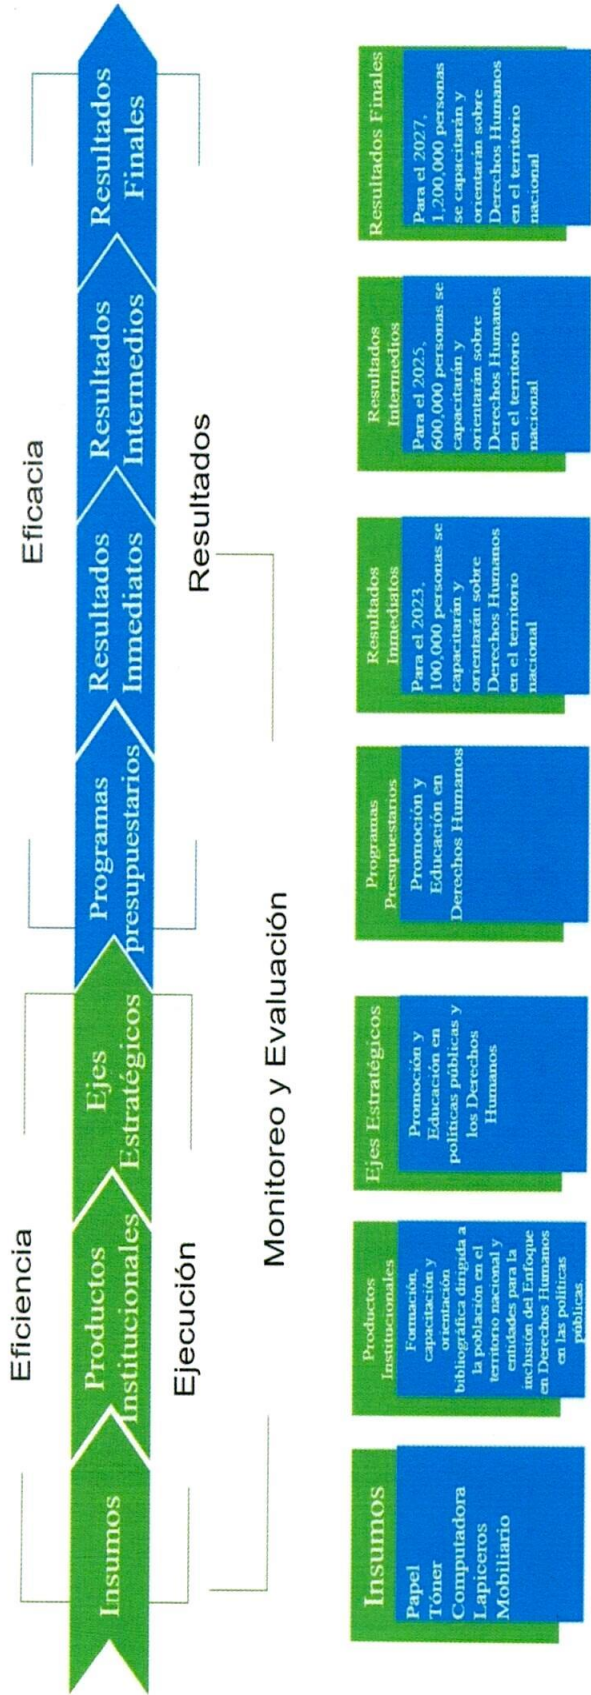 Eficiencia
Eficacia
Insumos
Productos
Institucionales
Ejes
Estratégicos
Programas
presupuestarios
Resultados
Inmediatos
Resultados
Intermedios
Resultados
Finales
Ejecución
Resultados
Monitoreo y Evaluación
Insumos
Papel
Tóner
Computadora
Lapiceros
Mobiliario
Productos
Institucionales
Formación,
capacitación y
orientación
bibliográfica dirigida a
la población en el
territorio nacional y
entidades para la
inclusión del Enfoque
en Derechos Humanos
en las políticas
públicas.
Ejes Estratégicos
Promoción y
Educación en
políticas públicas y
los Derechos
Humanos
Programas
Presupuestarios
Promoción y
Educación en
Derechos Humanos
Resultados
Inmediatos
Para el 2023,
100,000 personas se
capacitarán y
orientarán sobre
Derechos Humanos
en el territorio
nacional
Resultados
Intermedios
Para el 2025,
600,000 personas se
capacitarán y
orientarán sobre
Derechos Humanos
en el territorio
nacional
Resultados Finales
Para el 2027,
1,200,000 personas
se capacitarán y
orientarán sobre
Derechos Humanos
en el territorio
nacional